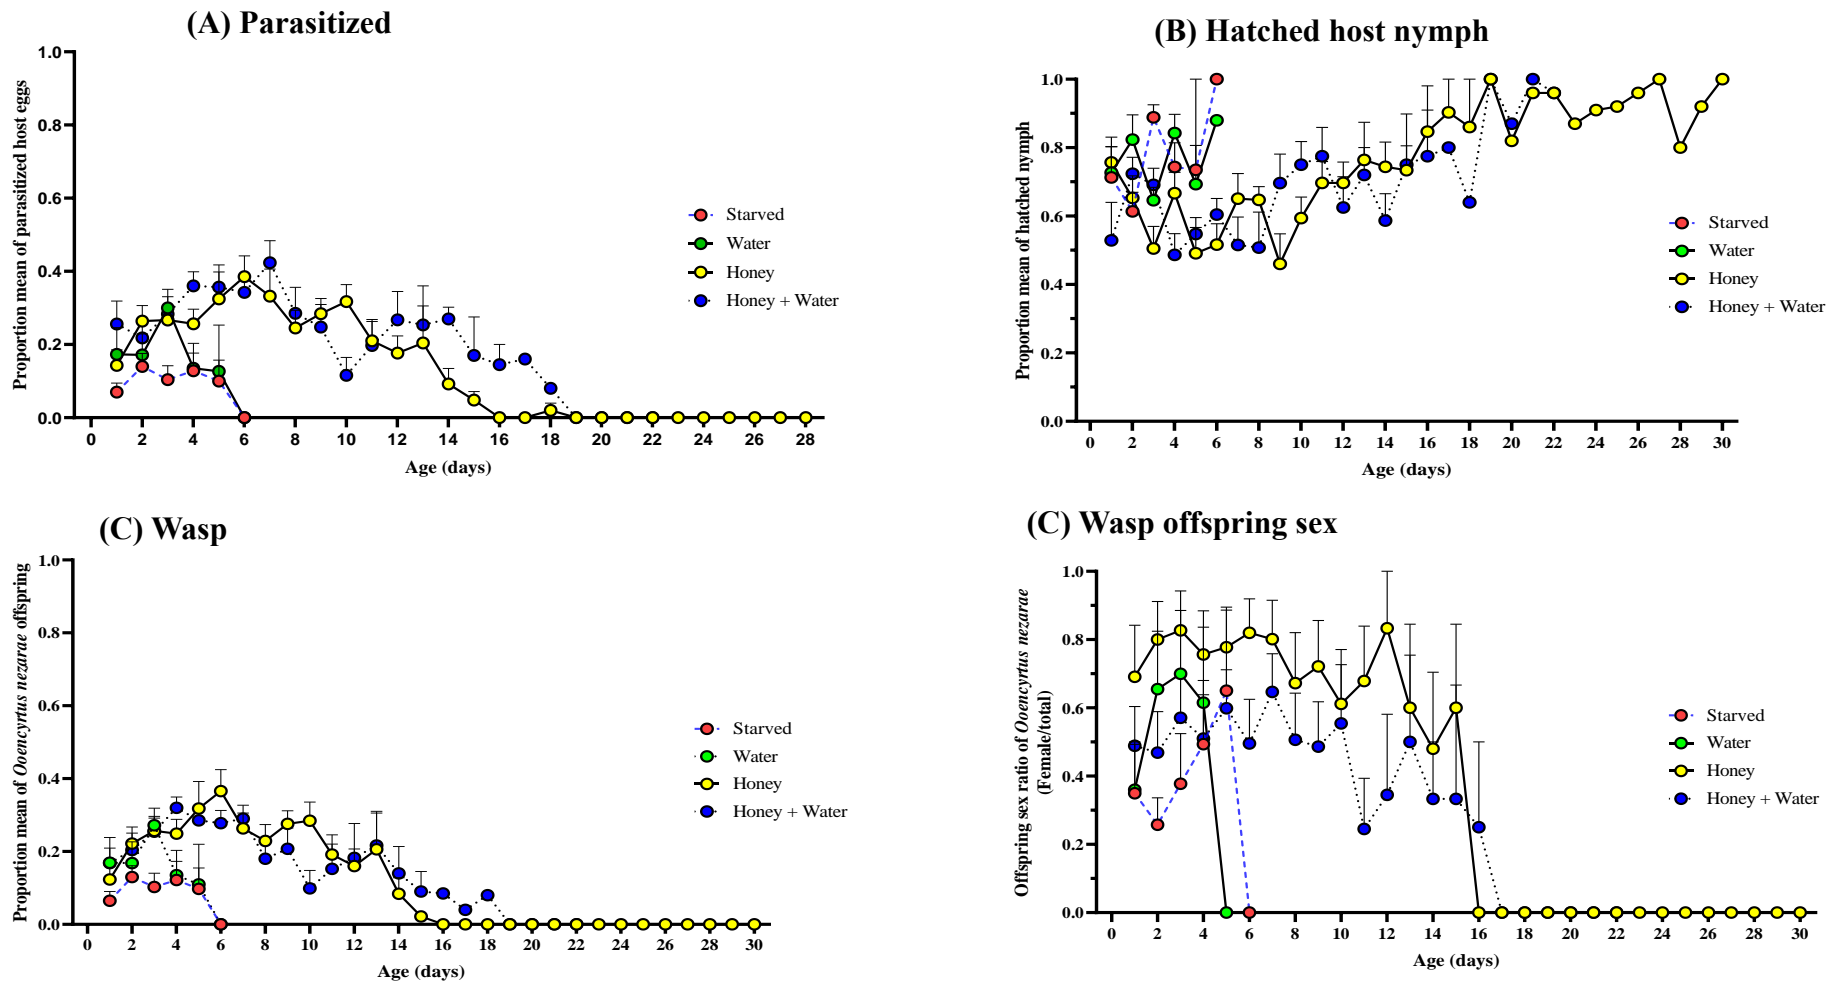 (A) Parasitized
Proportion mean of parasitized host eggs
1.0
0.8
0.6
0.4
0.2
0.0
0 2 4 6 8 10 12 14 16 18 20 22 24 26 28
Age (days)
Starved
Water
Honey
Honey + Water
(B) Hatched host nymph
Proportion mean of hatched nymph
1.0
0.8
0.6
0.4
0.2
0.0
0 2 4 6 8 10 12 14 16 18 20 22 24 26 28 30
Age (days)
Starved
Water
Honey
Honey + Water
(C) Wasp
Proportion mean of Ooencyrtus nezarae offspring
1.0
0.8
0.6
0.4
0.2
0.0
0 2 4 6 8 10 12 14 16 18 20 22 24 26 28 30
Age (days)
Starved
Water
Honey
Honey + Water
(C) Wasp offspring sex
Offspring sex ratio of Ooencyrtus nezarae
(Female/total)
1.0
0.8
0.6
0.4
0.2
0.0
0 2 4 6 8 10 12 14 16 18 20 22 24 26 28 30
Age (days)
Starved
Water
Honey
Honey + Water